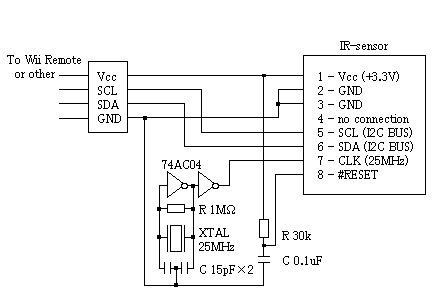 IR-sensor
To Wii Remote
or other
Vcc
SCL
SDA
GND
1 - Vcc (+3.3V)
2 - GND
3 - GND
4 - no connection
5 - SCL (I2C BUS)
6 - SDA (I2C BUS)
7 - CLK (25MHz)
8 - #RESET
74AC04
R 1MΩ
XTAL
25MHz
C 15pF×2
R 30k
C 0.1uF